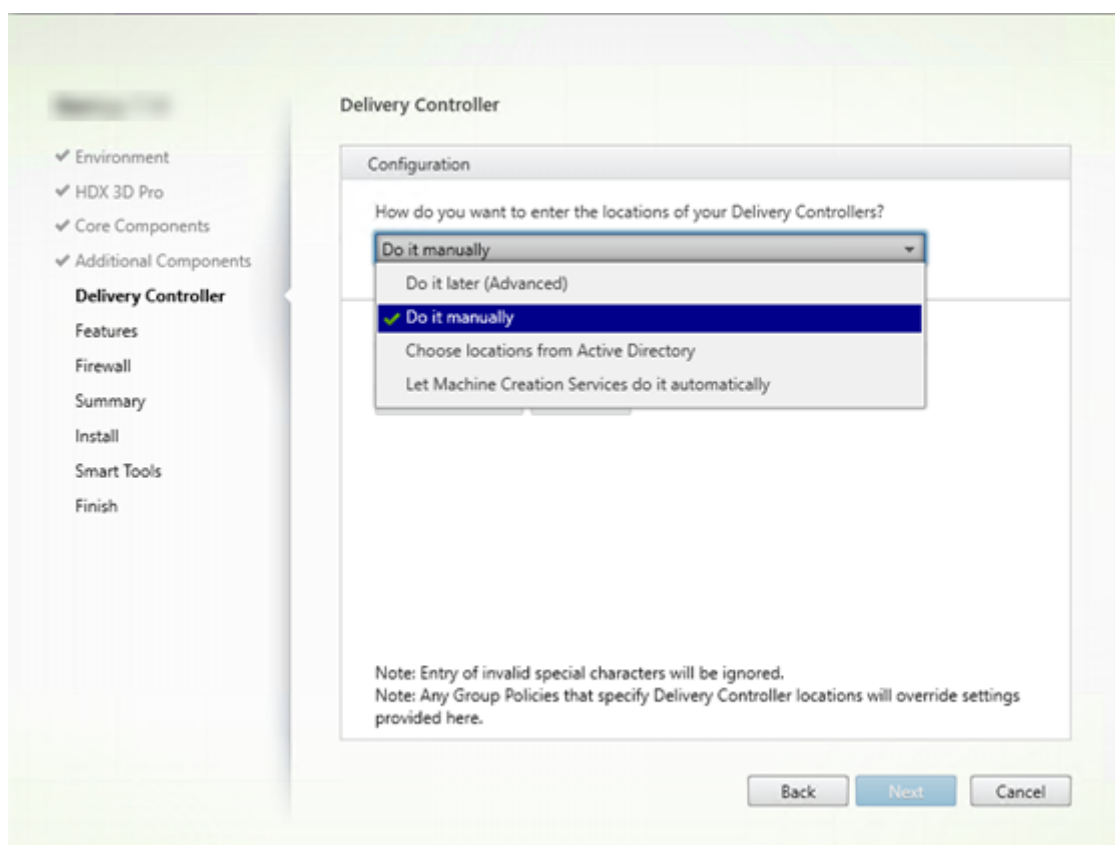 Delivery Controller
Environment
HDX 3D Pro
Core Components
Additional Components
Delivery Controller
Features
Firewall
Summary
Install
Smart Tools
Finish
Configuration
How do you want to enter the locations of your Delivery Controllers?
Do it manually
Do it later (Advanced)
Do it manually
Choose locations from Active Directory
Let Machine Creation Services do it automatically
Note: Entry of invalid special characters will be ignored.
Note: Any Group Policies that specify Delivery Controller locations will override settings
provided here.
Back Next Cancel